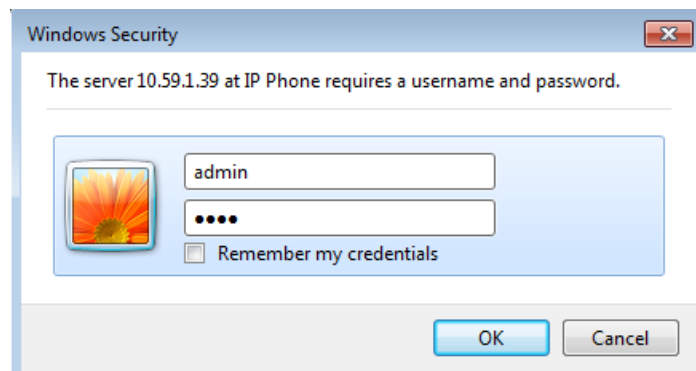 Windows Security
The server 10.59.1.39 at IP Phone requires a username and password.
admin
••••
Remember my credentials
OK
Cancel